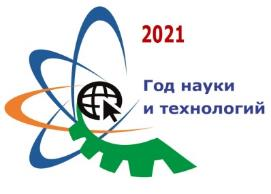 2021
Год науки
и технологий